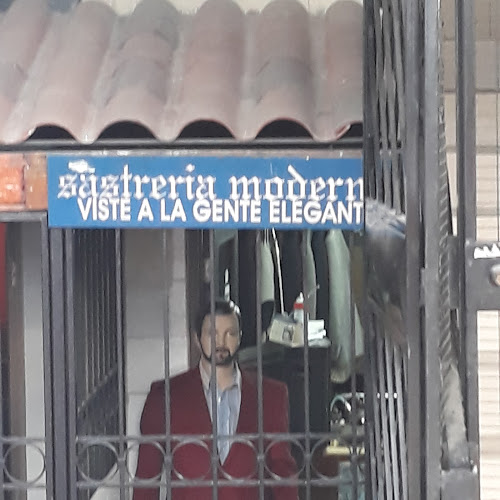 sastreria modern
VISTE A LA GENTE ELEGANT